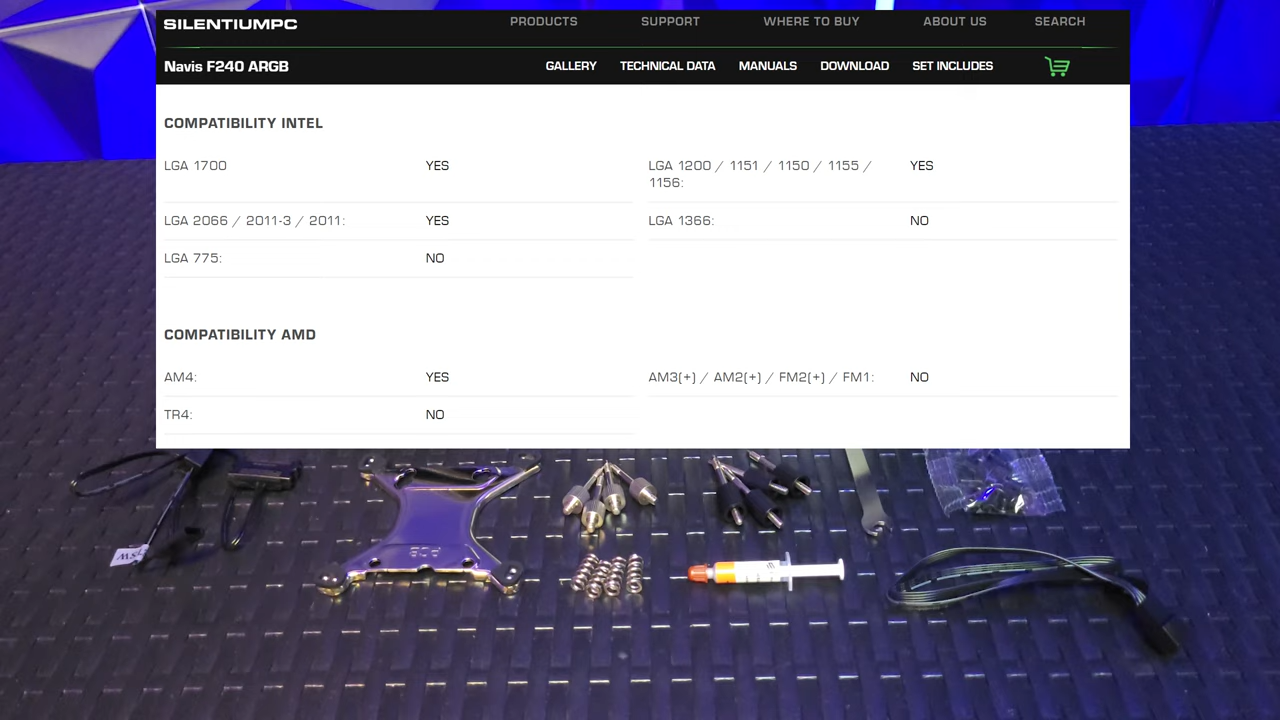 SILENTIUMPC
PRODUCTS SUPPORT WHERE TO BUY ABOUT US SEARCH
Navis F240 ARGB
GALLERY TECHNICAL DATA MANUALS DOWNLOAD SET INCLUDES
COMPATIBILITY INTEL
LGA 1700 YES
LGA 1200 / 1151 / 1150 / 1155 /
1156: YES
LGA 2066 / 2011-3 / 2011: YES
LGA 1366: NO
LGA 775: NO
COMPATIBILITY AMD
AM4: YES
AM3(+) / AM2(+) / FM2(+) / FM1: NO
TR4: NO